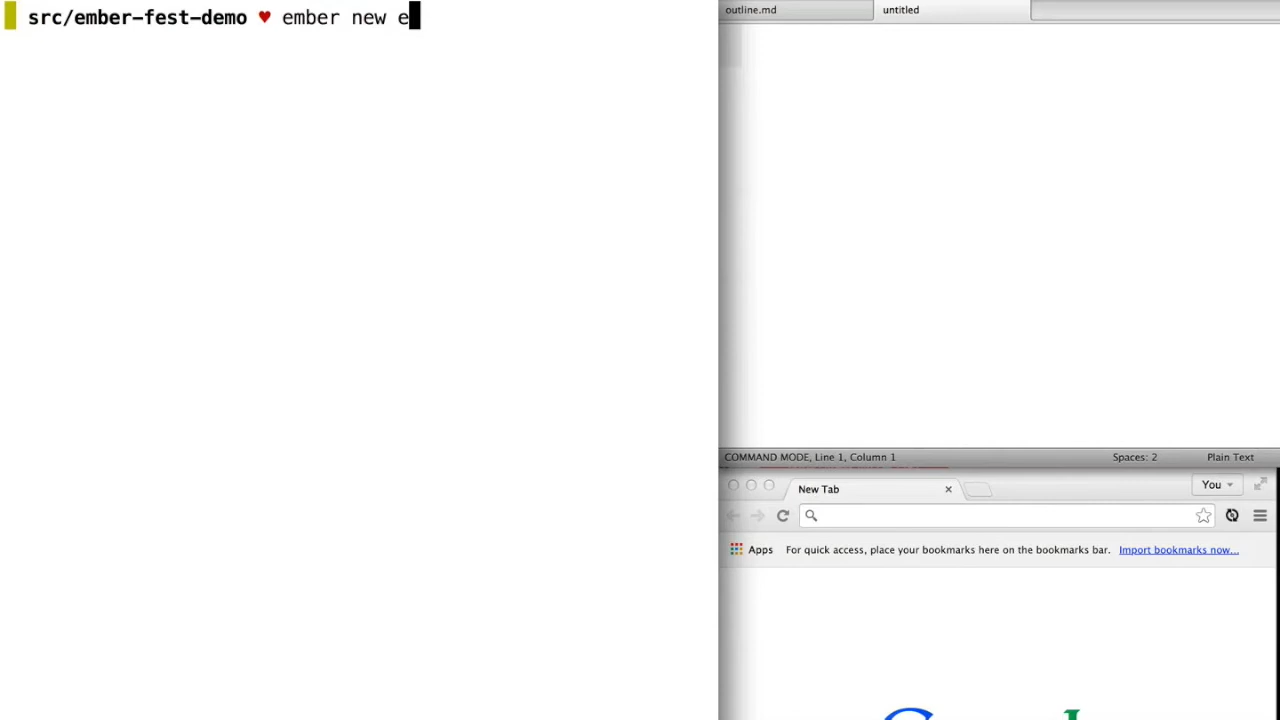 src/ember-fest-demo ♥ ember new e
outline.md
untitled
COMMAND MODE, Line 1, Column 1
Spaces: 2
Plain Text
New Tab
You
Apps
For quick access, place your bookmarks here on the bookmarks bar.
Import bookmarks now...